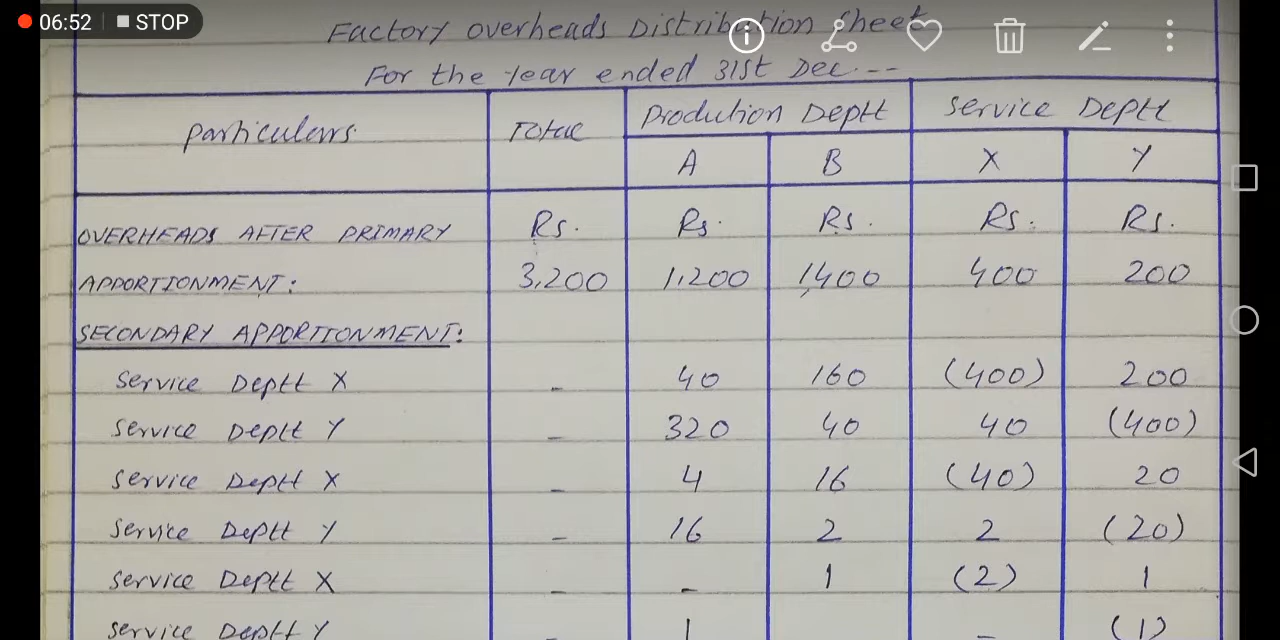 06:52 STOP
Factory overheads Distribution Sheet
For the year ended 31st Dec.---
particulars. Total Prodution Deptt Service Deptt
A B X Y
OVERHEADS AFTER PRIMARY Rs. Rs. Rs. Rs. Rs.
APPORTIONMENT: 3,200 1,200 1,400 400 200
SECONDARY APPORTIONMENT:
Service Deptt X - 40 160 (400) 200
Service Deptt Y - 320 40 40 (400)
Service Deptt X - 4 16 (40) 20
Service Deptt Y - 16 2 2 (20)
Service Deptt X - - 1 (2) 1
Service Deptt Y - 1 - (1)